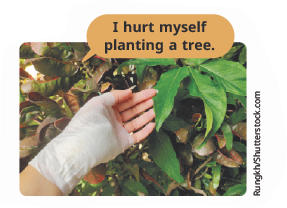 I hurt myself
planting a tree.
Rungkh/Shutterstock.com